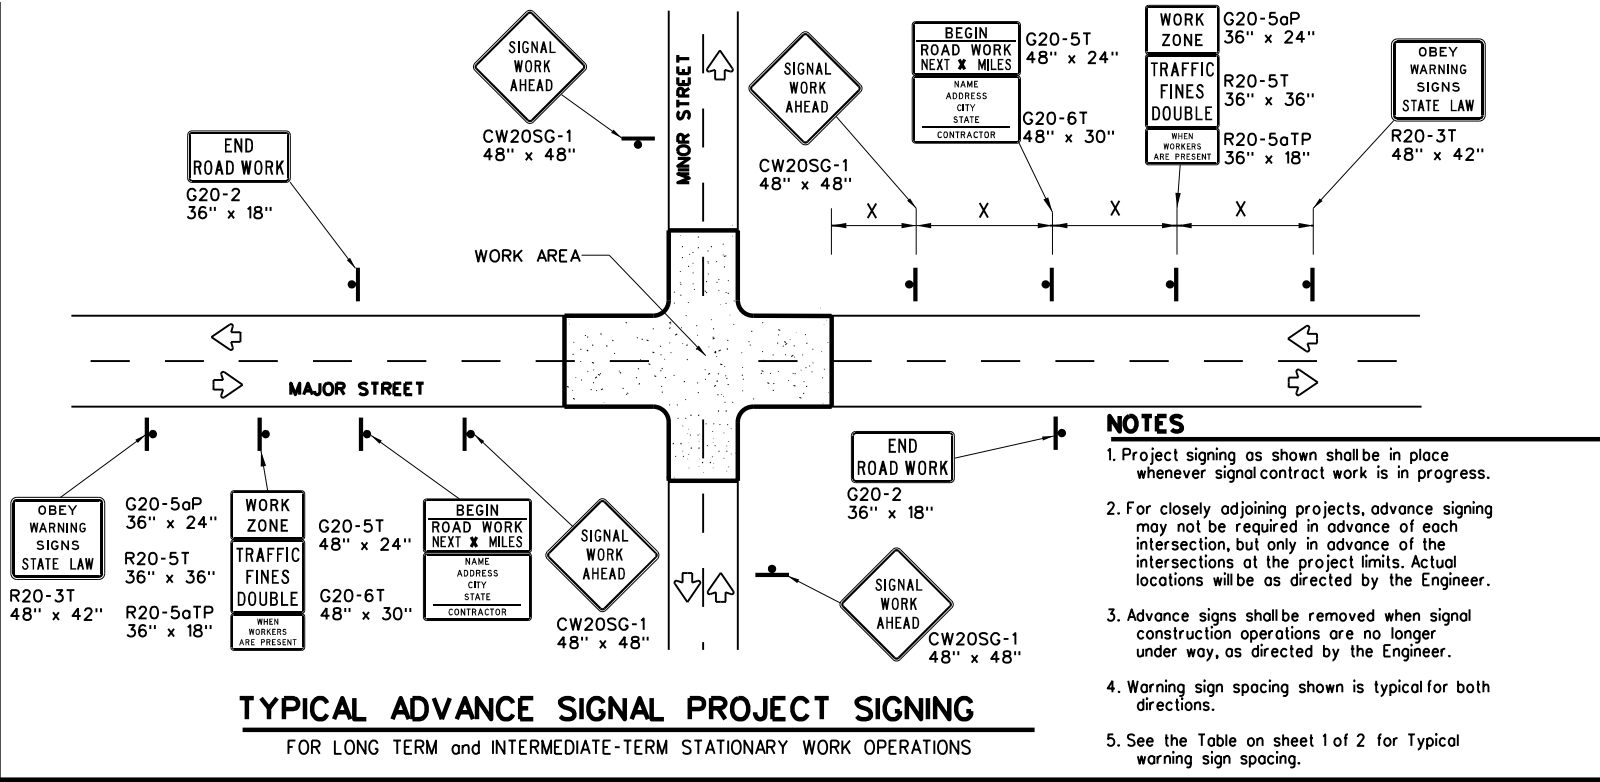 SIGNAL
WORK
AHEAD
CW20SG-1
48" x 48"
END
ROAD WORK
G20-2
36" x 18"
MINOR STREET
SIGNAL
WORK
AHEAD
CW20SG-1
48" x 48"
BEGIN
ROAD WORK
NEXT X MILES
NAME
ADDRESS
CITY
STATE
CONTRACTOR
G20-5T
48" x 24"
G20-6T
48" x 30"
WORK
ZONE
TRAFFIC
FINES
DOUBLE
WHEN
WORKERS
ARE PRESENT
G20-5aP
36" x 24"
R20-5T
36" x 36"
R20-5aTP
36" x 18"
OBEY
WARNING
SIGNS
STATE LAW
R20-3T
48" x 42"
X
X
X
X
WORK AREA
MAJOR STREET
OBEY
WARNING
SIGNS
STATE LAW
R20-3T
48" x 42"
G20-5aP
36" x 24"
R20-5T
36" x 36"
R20-5aTP
36" x 18"
WORK
ZONE
TRAFFIC
FINES
DOUBLE
WHEN
WORKERS
ARE PRESENT
G20-5T
48" x 24"
G20-6T
48" x 30"
BEGIN
ROAD WORK
NEXT X MILES
NAME
ADDRESS
CITY
STATE
CONTRACTOR
SIGNAL
WORK
AHEAD
CW20SG-1
48" x 48"
END
ROAD WORK
G20-2
36" x 18"
SIGNAL
WORK
AHEAD
CW20SG-1
48" x 48"
NOTES
1. Project signing as shown shall be in place
whenever signal contract work is in progress.
2. For closely adjoining projects, advance signing
may not be required in advance of each
intersection, but only in advance of the
intersections at the project limits. Actual
locations will be as directed by the Engineer.
3. Advance signs shall be removed when signal
construction operations are no longer
under way, as directed by the Engineer.
4. Warning sign spacing shown is typical for both
directions.
5. See the Table on sheet 1 of 2 for Typical
warning sign spacing.
TYPICAL ADVANCE SIGNAL PROJECT SIGNING
FOR LONG TERM and INTERMEDIATE-TERM STATIONARY WORK OPERATIONS